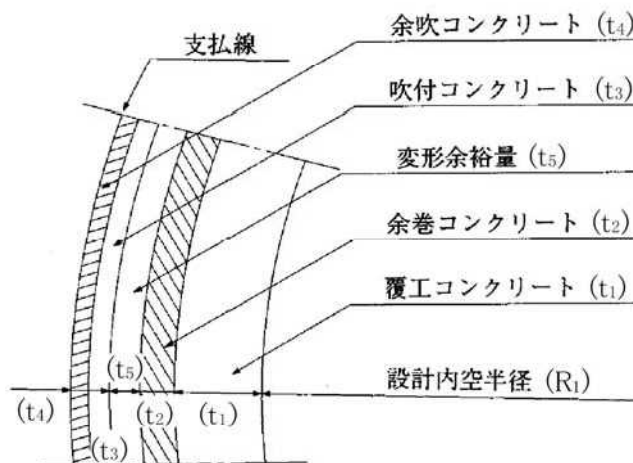 支払線
余吹コンクリート (t₄)
吹付コンクリート (t₃)
変形余裕量 (t₅)
余巻コンクリート (t₂)
覆工コンクリート (t₁)
設計内空半径 (R₁)
(t₅)
(t₄)
(t₂)
(t₁)
(t₃)